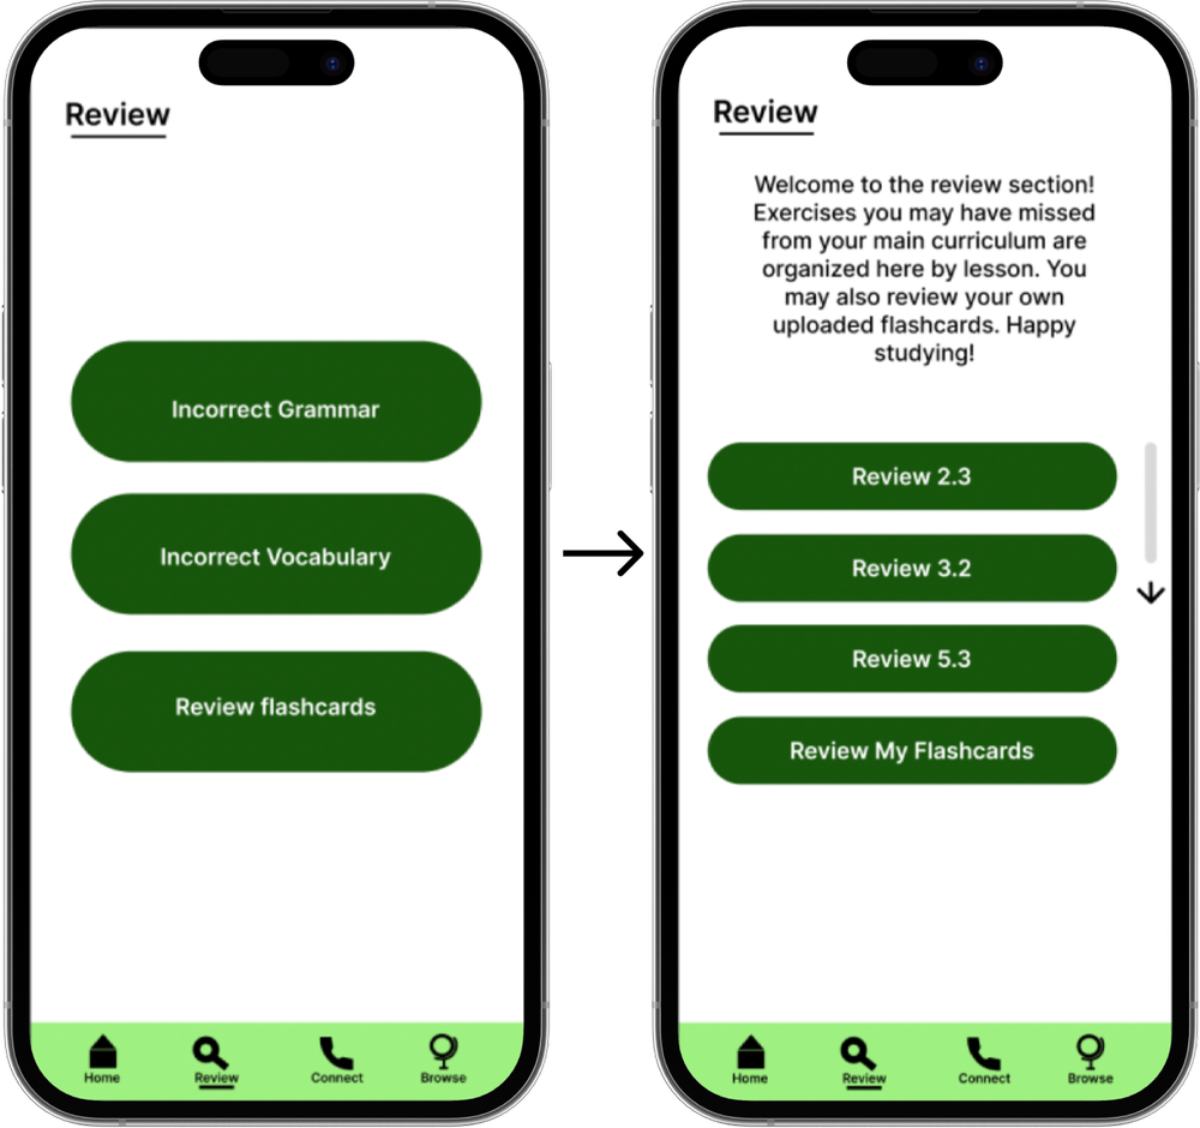 Review
Incorrect Grammar
Incorrect Vocabulary
Review flashcards
Home
Review
Connect
Browse
Review
Welcome to the review section!
Exercises you may have missed
from your main curriculum are
organized here by lesson. You
may also review your own
uploaded flashcards. Happy
studying!
Review 2.3
Review 3.2
Review 5.3
Review My Flashcards
Home
Review
Connect
Browse